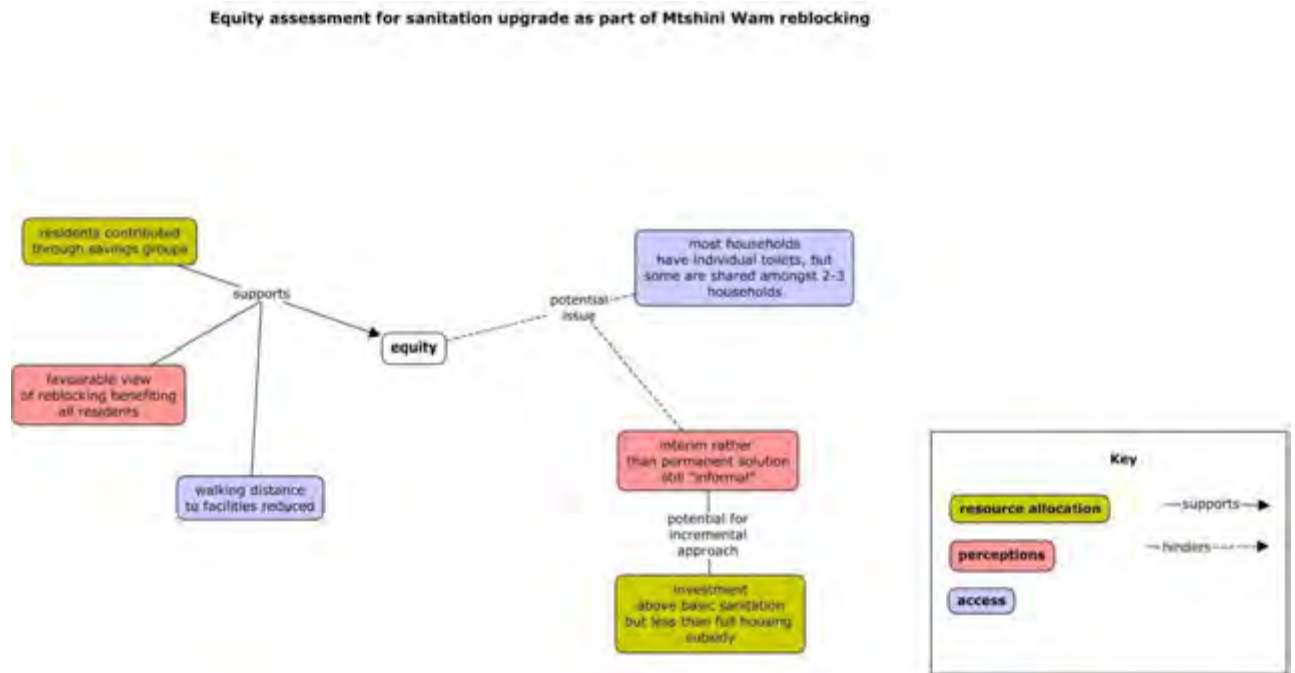 Equity assessment for sanitation upgrade as part of Mtshini Wam reblocking
residents contributed
through savings groups
supports
favourable view
of reblocking benefiting
all residents
walking distance
to facilities reduced
equity
potential
issue
most households
have individual toilets, but
some are shared amongst 2-3
households
interim rather
than permanent solution
still "informal"
potential for
incremental
approach
investment
above basic sanitation
but less than full housing
subsidy
Key
resource allocation
supports
perceptions
hinders
access